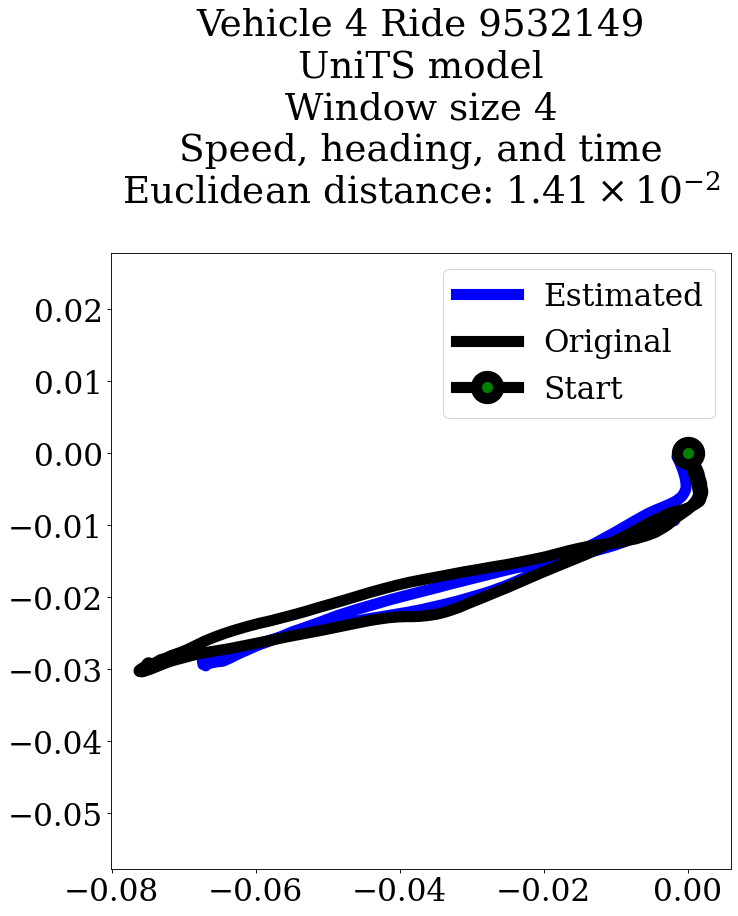 Vehicle 4 Ride 9532149
UniTS model
Window size 4
Speed, heading, and time
Euclidean distance: 1.41 × 10⁻²
Estimated
Original
Start
0.02
0.01
0.00
−0.01
−0.02
−0.03
−0.04
−0.05
−0.08 −0.06 −0.04 −0.02 0.00